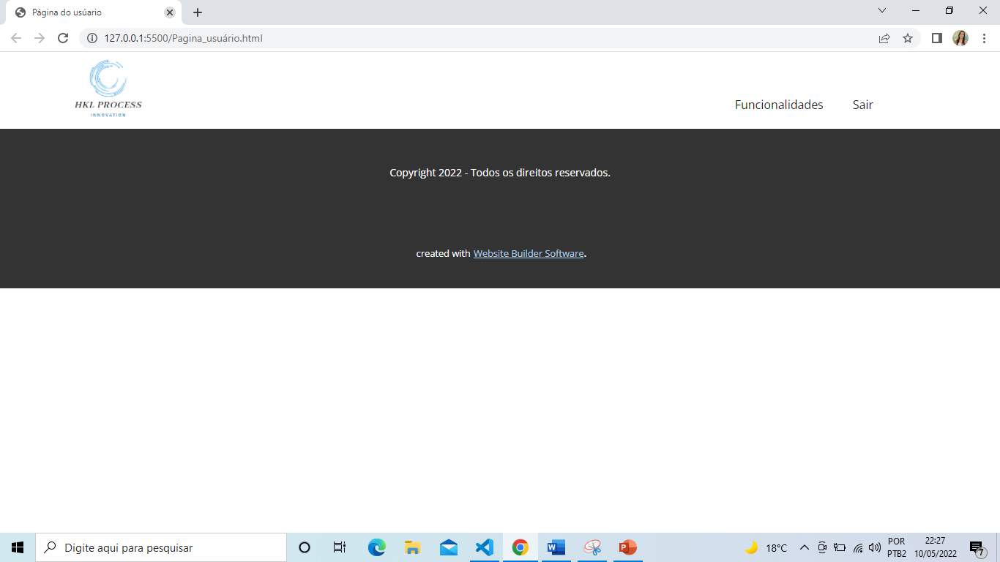 Página do usúario
127.0.0.1:5500/Pagina_usuário.html
HKL PROCESS
INNOVATION
Funcionalidades
Sair
Copyright 2022 - Todos os direitos reservados.
created with Website Builder Software.
Digite aqui para pesquisar
18°C
POR
PTB2
22:27
10/05/2022
7